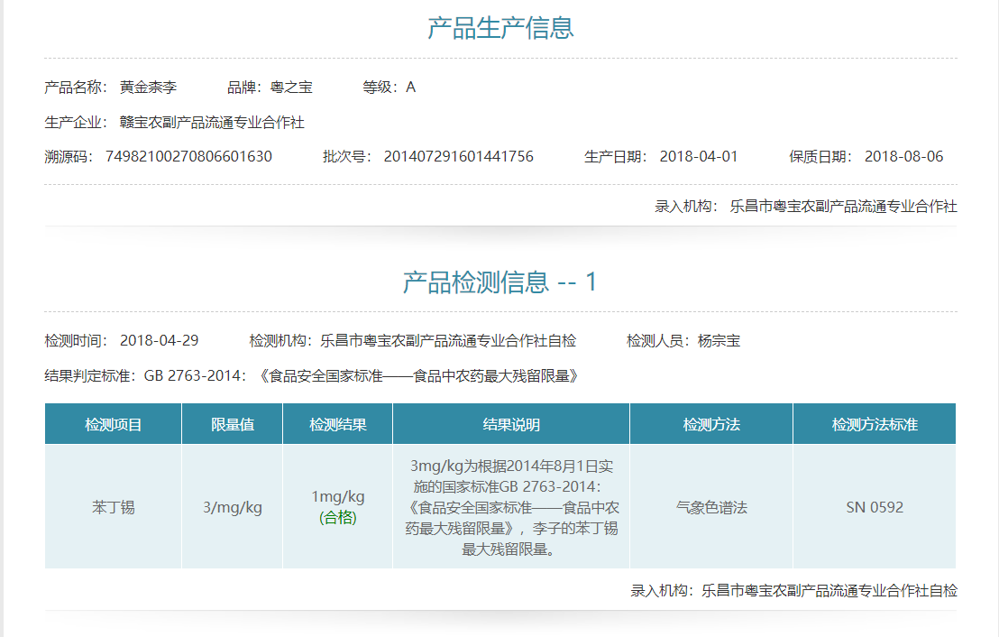 产品生产信息
产品名称： 黄金柰李 品牌：粤之宝 等级：A
生产企业： 赣宝农副产品流通专业合作社
溯源码： 74982100270806601630 批次号： 201407291601441756 生产日期： 2018-04-01 保质日期： 2018-08-06
录入机构： 乐昌市粤宝农副产品流通专业合作社
产品检测信息 -- 1
检测时间： 2018-04-29 检测机构：乐昌市粤宝农副产品流通专业合作社自检 检测人员：杨宗宝
结果判定标准：GB 2763-2014：《食品安全国家标准——食品中农药最大残留限量》
检测项目 限量值 检测结果 结果说明 检测方法 检测方法标准
苯丁锡
3/mg/kg
1mg/kg
(合格)
3mg/kg为根据2014年8月1日实
施的国家标准GB 2763-2014：
《食品安全国家标准——食品中农
药最大残留限量》，李子的苯丁锡
最大残留限量。
气象色谱法
SN 0592
录入机构：乐昌市粤宝农副产品流通专业合作社自检